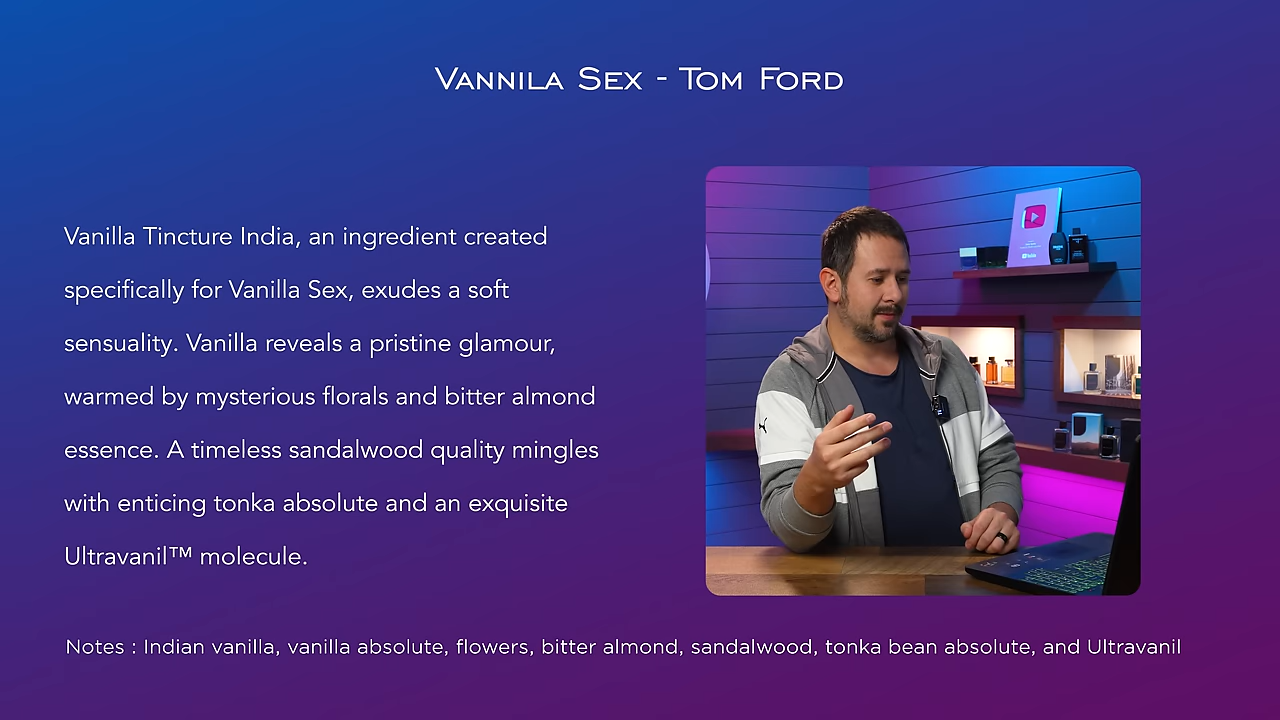 Vannila Sex - Tom Ford
Vanilla Tincture India, an ingredient created
specifically for Vanilla Sex, exudes a soft
sensuality. Vanilla reveals a pristine glamour,
warmed by mysterious florals and bitter almond
essence. A timeless sandalwood quality mingles
with enticing tonka absolute and an exquisite
Ultravanil™ molecule.
Notes : Indian vanilla, vanilla absolute, flowers, bitter almond, sandalwood, tonka bean absolute, and Ultravanil